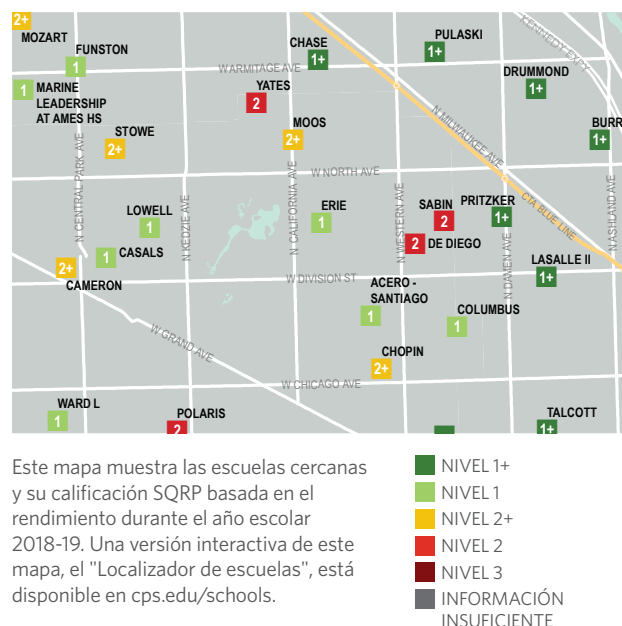 2+
MOZART
FUNSTON
1
CHASE
1+
PULASKI
1+
KENNEDY EXPY
W ARMITAGE AVE
1
MARINE
LEADERSHIP
AT AMES HS
YATES
2
DRUMMOND
1+
STOWE
2+
MOOS
2+
N MILWAUKEE AVE
BURR
1+
N CENTRAL PARK AVE
W NORTH AVE
N KEDZIE AVE
N CALIFORNIA AVE
N WESTERN AVE
N DAMEN AVE
N ASHLAND AVE
CTA BLUE LINE
LOWELL
1
ERIE
1
SABIN
2
PRITZKER
1+
CASALS
1
2
DE DIEGO
2+
CAMERON
W DIVISION ST
LASALLE II
1+
ACERO -
SANTIAGO
1
COLUMBUS
1
W GRAND AVE
CHOPIN
2+
W CHICAGO AVE
WARD L
1
POLARIS
2
TALCOTT
1+
Este mapa muestra las escuelas cercanas
y su calificación SQRP basada en el
rendimiento durante el año escolar
2018-19. Una versión interactiva de este
mapa, el "Localizador de escuelas", está
disponible en cps.edu/schools.
NIVEL 1+
NIVEL 1
NIVEL 2+
NIVEL 2
NIVEL 3
INFORMACIÓN
INSUFICIENTE